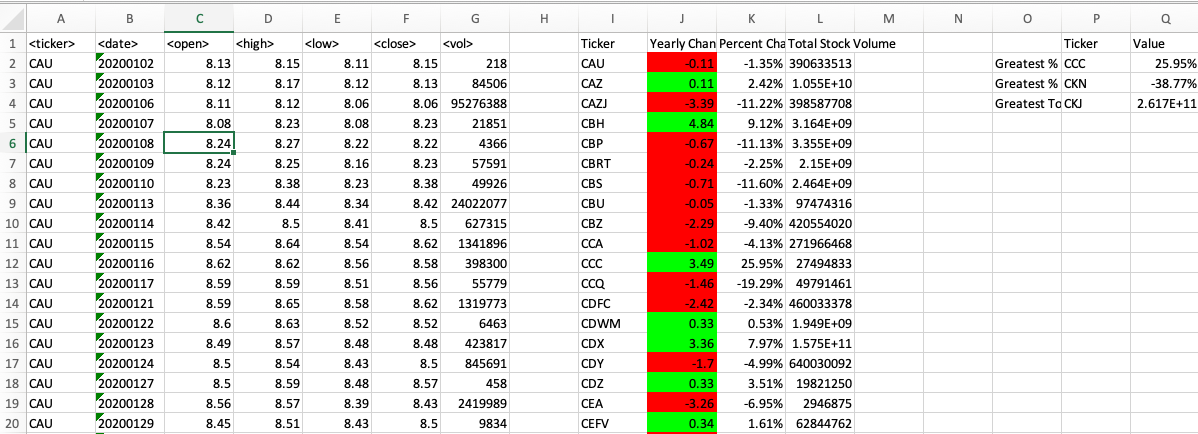 A B C D E F G H I J K L M N O P Q
1 <ticker> <date> <open> <high> <low> <close> <vol> Ticker Yearly Chan Percent Cha Total Stock Volume Ticker Value
2 CAU 20200102 8.13 8.15 8.11 8.15 218 CAU -0.11 -1.35% 390633513 Greatest % CCC 25.95%
3 CAU 20200103 8.12 8.17 8.12 8.13 84506 CAZ 0.11 2.42% 1.055E+10 Greatest % CKN -38.77%
4 CAU 20200106 8.11 8.12 8.06 8.06 95276388 CAZJ -3.39 -11.22% 398587708 Greatest To CKJ 2.617E+11
5 CAU 20200107 8.08 8.23 8.08 8.23 21851 CBH 4.84 9.12% 3.164E+09
6 CAU 20200108 8.24 8.27 8.22 8.22 4366 CBP -0.67 -11.13% 3.355E+09
7 CAU 20200109 8.24 8.25 8.16 8.23 57591 CBRT -0.24 -2.25% 2.15E+09
8 CAU 20200110 8.23 8.38 8.23 8.38 49926 CBS -0.71 -11.60% 2.464E+09
9 CAU 20200113 8.36 8.44 8.34 8.42 24022077 CBU -0.05 -1.33% 97474316
10 CAU 20200114 8.42 8.5 8.41 8.5 627315 CBZ -2.29 -9.40% 420554020
11 CAU 20200115 8.54 8.64 8.54 8.62 1341896 CCA -1.02 -4.13% 271966468
12 CAU 20200116 8.62 8.62 8.56 8.58 398300 CCC 3.49 25.95% 27494833
13 CAU 20200117 8.59 8.59 8.51 8.56 55779 CCQ -1.46 -19.29% 49791461
14 CAU 20200121 8.59 8.65 8.58 8.62 1319773 CDFC -2.42 -2.34% 460033378
15 CAU 20200122 8.6 8.63 8.52 8.52 6463 CDWM 0.33 0.53% 1.949E+09
16 CAU 20200123 8.49 8.57 8.48 8.48 423817 CDX 3.36 7.97% 1.575E+11
17 CAU 20200124 8.5 8.54 8.43 8.5 845691 CDY -1.7 -4.99% 640030092
18 CAU 20200127 8.5 8.59 8.48 8.57 458 CDZ 0.33 3.51% 19821250
19 CAU 20200128 8.56 8.57 8.39 8.43 2419989 CEA -3.26 -6.95% 2946875
20 CAU 20200129 8.45 8.51 8.43 8.5 9834 CEFV 0.34 1.61% 62844762